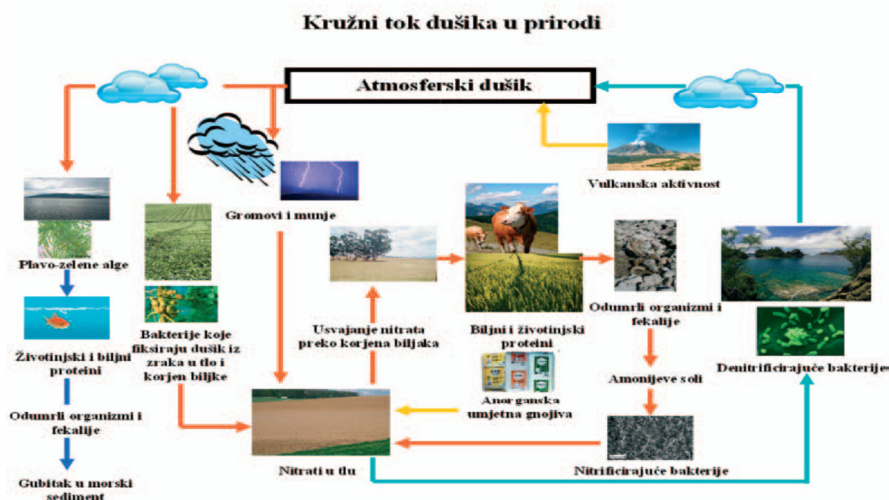 Kružni tok dušika u prirodi
Atmosferski dušik
Vulkanska aktivnost
Gromovi i munje
Plavo-zelene alge
Usvajanje nitrata
preko korjena biljaka
Biljni i životinjski
proteini
Odumrli organizmi i
fekalije
Bakterije koje
fiksiraju dušik iz
zraka u tlo i
korjen biljke
Životinjski i biljni
proteini
Denitrificirajuće bakterije
Amonijeve soli
Anorganska
umjetna gnojiva
Odumrli organizmi i
fekalije
Nitrati u tlu
Nitrificirajuće bakterije
Gubitak u morski
sediment